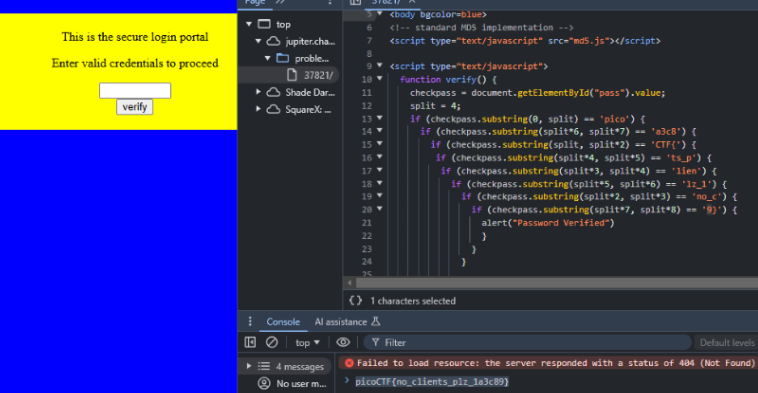 This is the secure login portal
Enter valid credentials to proceed
verify
Page
top
jupiter.cha...
proble...
37821/
Shade Dar...
SquareX: ...
37821/
5 <body bgcolor=blue>
6 <!-- standard MD5 implementation -->
7 <script type="text/javascript" src="md5.js"></script>
8
9 <script type="text/javascript">
10 function verify() {
11 checkpass = document.getElementById("pass").value;
12 split = 4;
13 if (checkpass.substring(0, split) == 'pico') {
14 if (checkpass.substring(split*6, split*7) == 'a3c8') {
15 if (checkpass.substring(split, split*2) == 'CTF{') {
16 if (checkpass.substring(split*4, split*5) == 'ts_p') {
17 if (checkpass.substring(split*3, split*4) == 'lien') {
18 if (checkpass.substring(split*5, split*6) == 'lz_1') {
19 if (checkpass.substring(split*2, split*3) == 'no_c') {
20 if (checkpass.substring(split*7, split*8) == '9}') {
21 alert("Password Verified")
22 }
23 }
24 }
25
{} 1 characters selected
Console AI assistance
top Filter Default levels
4 messages
No user m...
Failed to load resource: the server responded with a status of 404 (Not Found)
> picoCTF{no_clients_plz_1a3c89}